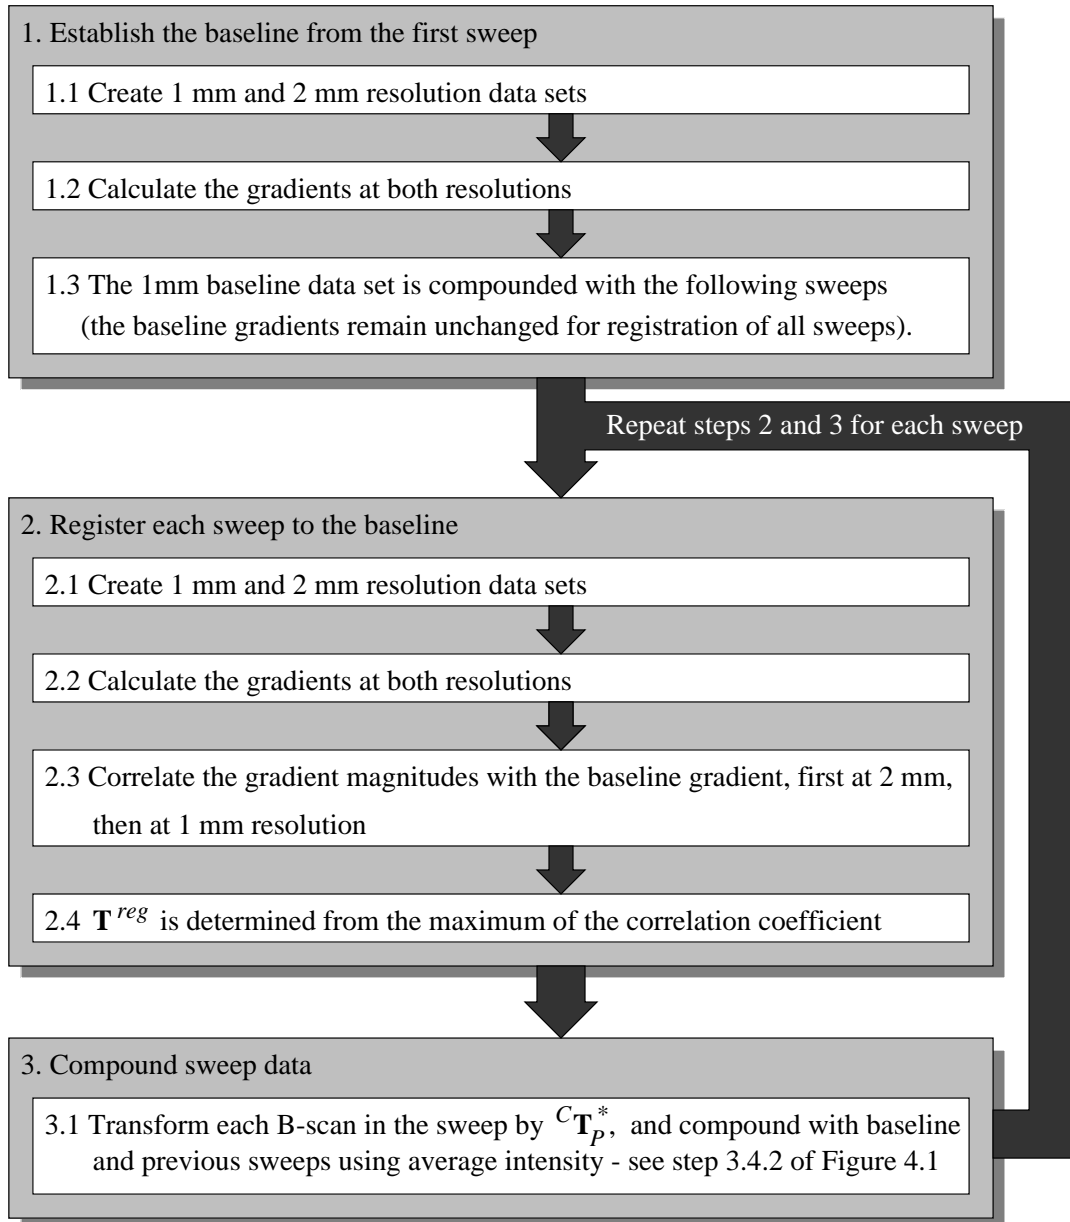 1. Establish the baseline from the first sweep
1.1 Create 1 mm and 2 mm resolution data sets
1.2 Calculate the gradients at both resolutions
1.3 The 1mm baseline data set is compounded with the following sweeps
(the baseline gradients remain unchanged for registration of all sweeps).
Repeat steps 2 and 3 for each sweep
2. Register each sweep to the baseline
2.1 Create 1 mm and 2 mm resolution data sets
2.2 Calculate the gradients at both resolutions
2.3 Correlate the gradient magnitudes with the baseline gradient, first at 2 mm,
then at 1 mm resolution
2.4 T^reg is determined from the maximum of the correlation coefficient
3. Compound sweep data
3.1 Transform each B-scan in the sweep by ^C T_P^*, and compound with baseline
and previous sweeps using average intensity - see step 3.4.2 of Figure 4.1